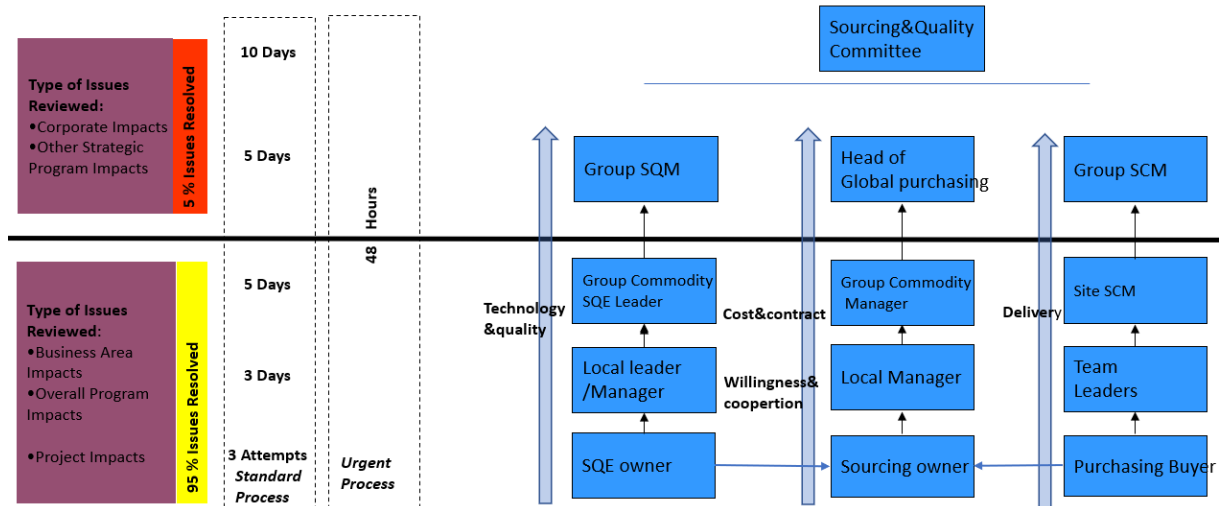 Type of Issues
Reviewed:
•Corporate Impacts
•Other Strategic
Program Impacts
5 % Issues Resolved
10 Days
5 Days
48 Hours
Sourcing&Quality
Committee
Group SQM
Head of
Global purchasing
Group SCM
Type of Issues
Reviewed:
•Business Area
Impacts
•Overall Program
Impacts
•Project Impacts
95 % Issues Resolved
5 Days
3 Days
3 Attempts
Standard
Process
Urgent
Process
Technology
&quality
Group Commodity
SQE Leader
Local leader
/Manager
SQE owner
Cost&contract
Willingness&
coopertion
Group Commodity
Manager
Local Manager
Sourcing owner
Delivery
Site SCM
Team
Leaders
Purchasing Buyer